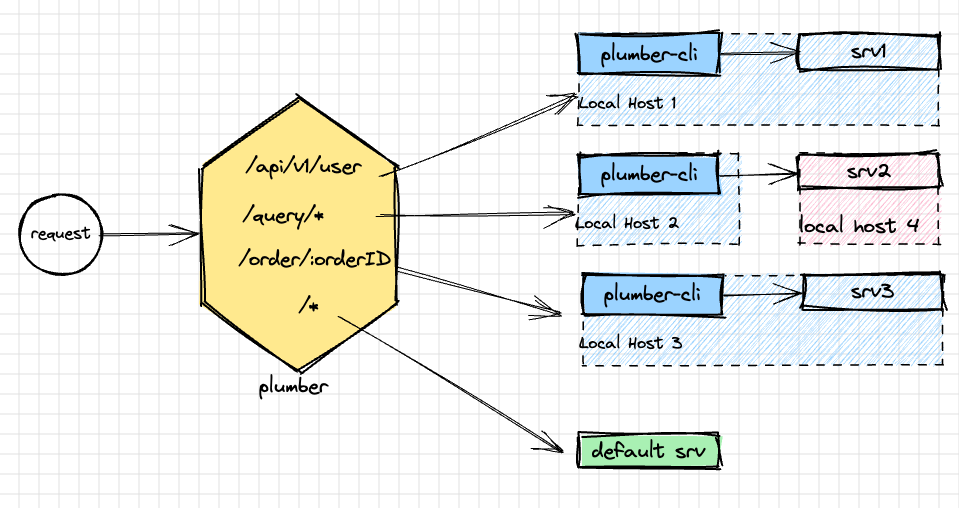 request
/api/v1/user
/query/*
/order/:orderID
/*
plumber
plumber-cli
srv1
Local Host 1
plumber-cli
srv2
Local Host 2
local host 4
plumber-cli
srv3
Local Host 3
default srv